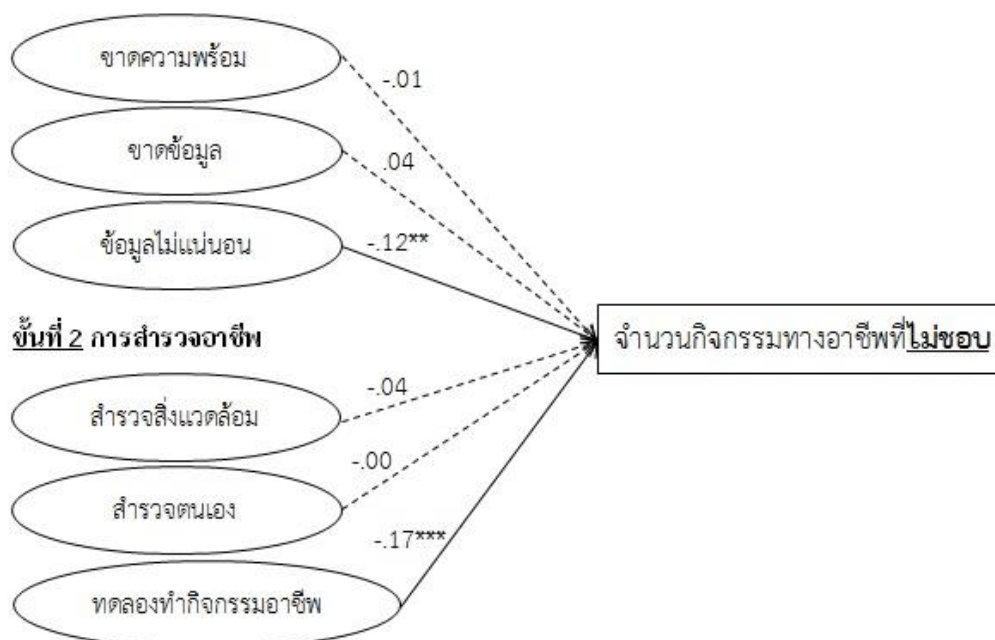 ขาดความพร้อม
-.01
ขาดข้อมูล
.04
ข้อมูลไม่แน่นอน
-.12**
ขั้นที่ 2 การสำรวจอาชีพ
จำนวนกิจกรรมทางอาชีพที่ไม่ชอบ
สำรวจสิ่งแวดล้อม
-.04
สำรวจตนเอง
-.00
ทดลองทำกิจกรรมอาชีพ
-.17***